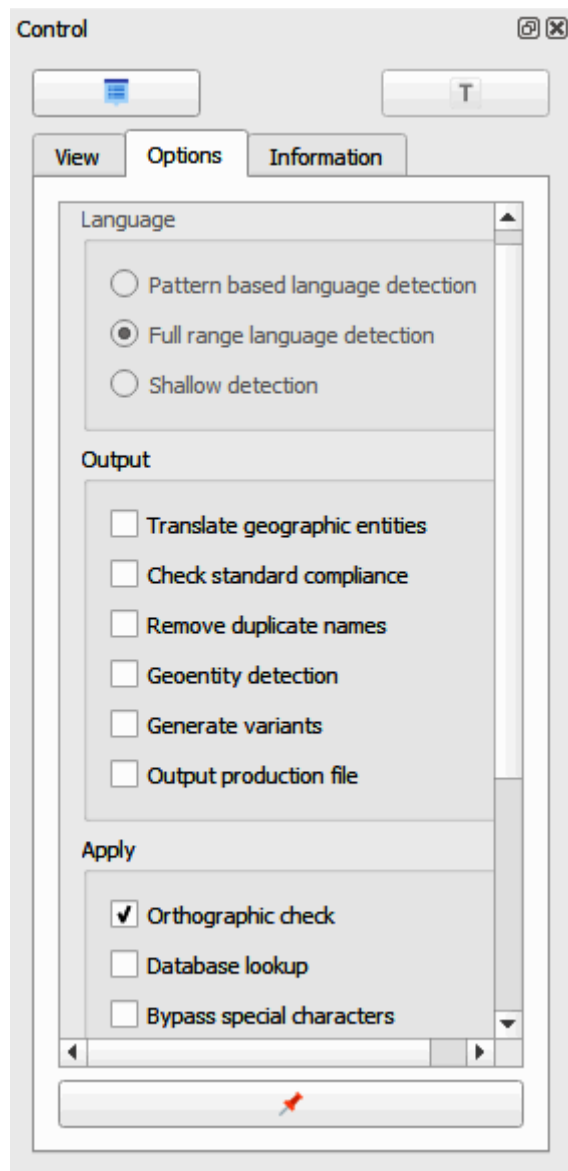 Control
T
View Options Information
Language
Pattern based language detection
Full range language detection
Shallow detection
Output
Translate geographic entities
Check standard compliance
Remove duplicate names
Geoentity detection
Generate variants
Output production file
Apply
Orthographic check
Database lookup
Bypass special characters